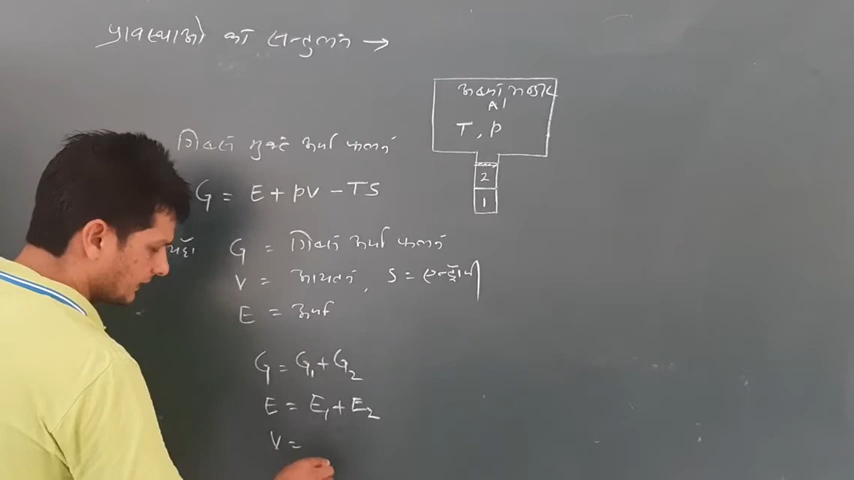 प्रावस्थाओं का सन्तुलन →
ऊष्मा भण्डार
A1
T, P
2
1
गिब्स मुक्त ऊर्जा फलन
G = E + PV - TS
जहाँ G = गिब्स ऊर्जा फलन
V = आयतन, S = एन्ट्रॉपी
E = ऊर्जा
G = G₁ + G₂
E = E₁ + E₂
V =